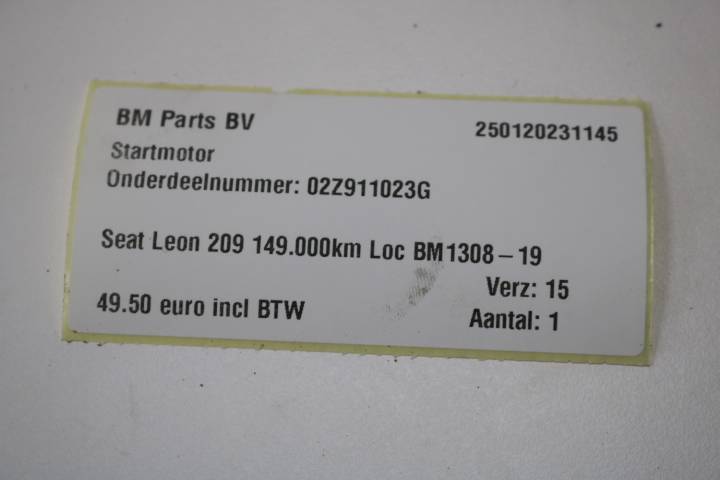 BM Parts BV 250120231145
Startmotor
Onderdeelnummer: 02Z911023G
Seat Leon 209 149.000km Loc BM1308-19
Verz: 15
49.50 euro incl BTW Aantal: 1